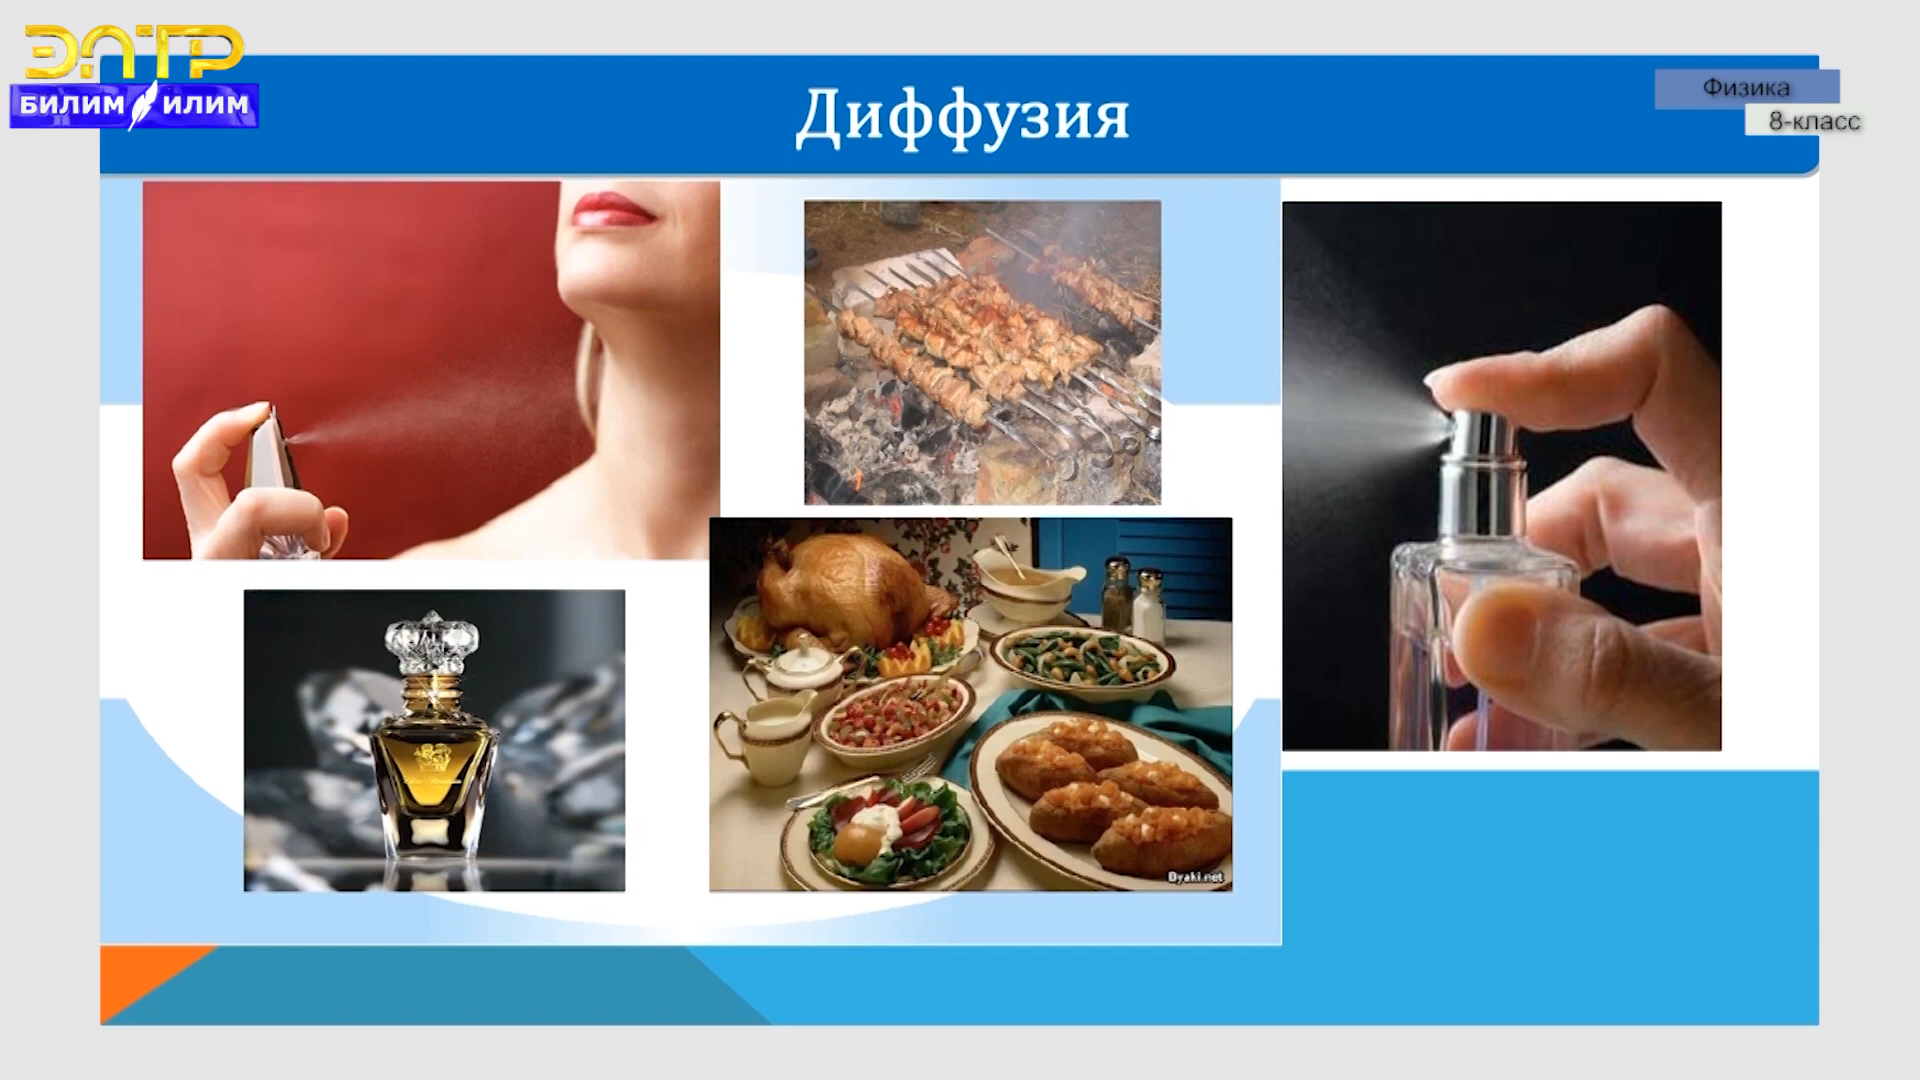 ЭЛТР
БИЛИМ ИЛИМ
Диффузия
Физика
8-класс
Dyaki.net